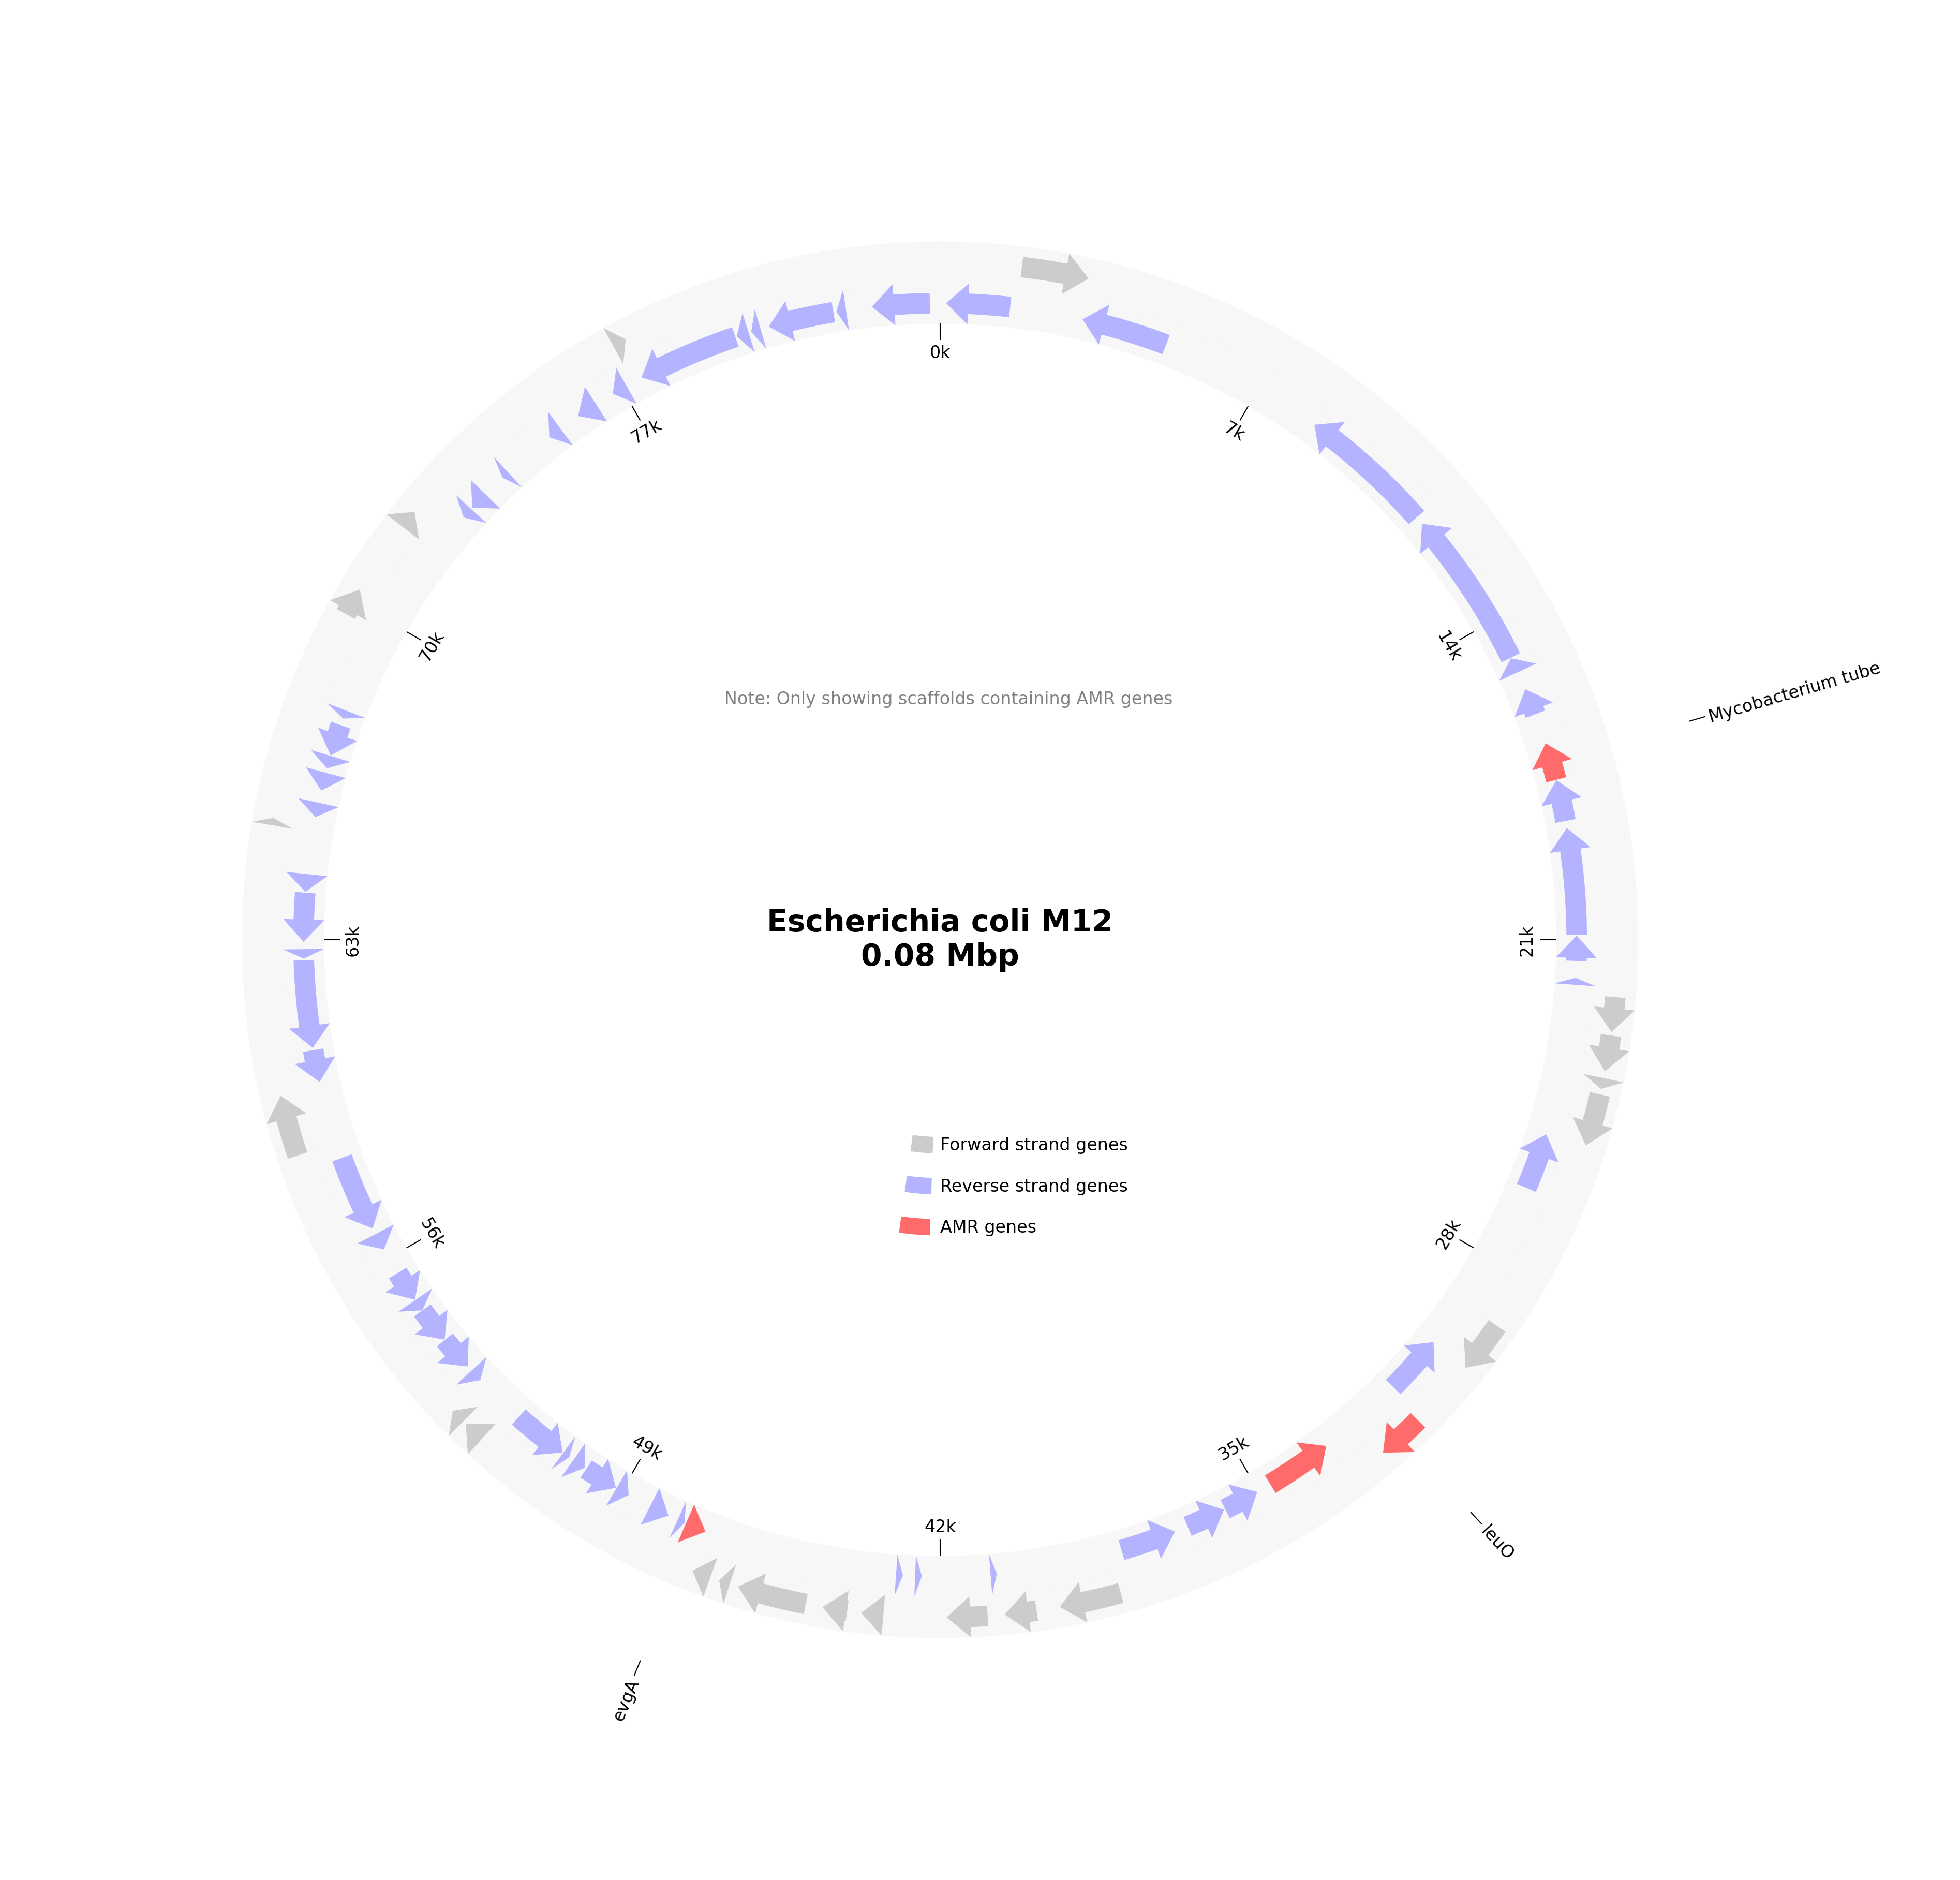 0k
7k
77k
14k
70k
Mycobacterium tube
Note: Only showing scaffolds containing AMR genes
Escherichia coli M12
0.08 Mbp
21k
63k
Forward strand genes
Reverse strand genes
AMR genes
28k
56k
35k
49k
42k
leuO
evgA